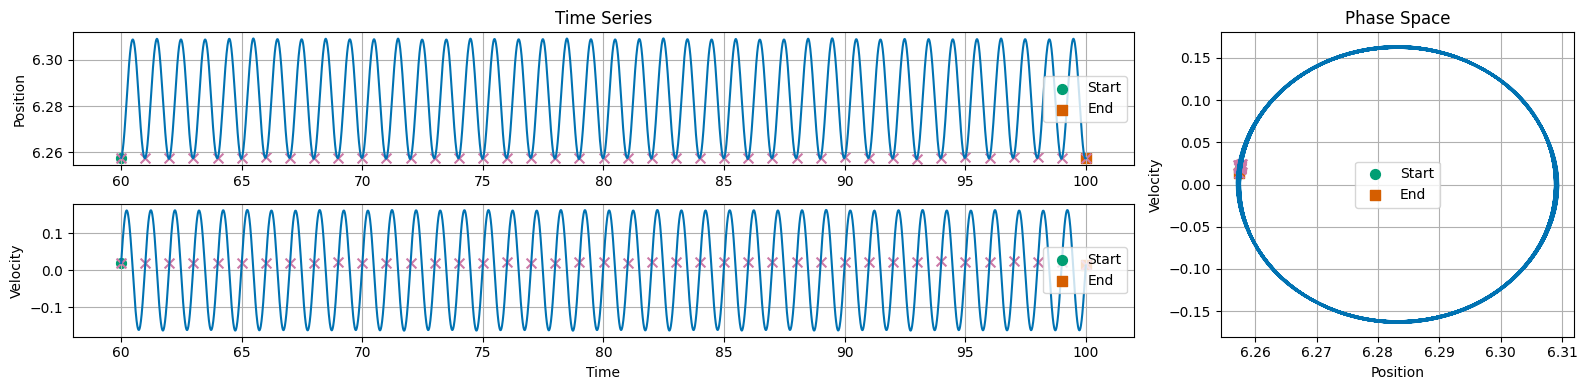 Time Series
Position
6.30
6.28
6.26
Start
End
60 65 70 75 80 85 90 95 100
Velocity
0.1
0.0
−0.1
Start
End
60 65 70 75 80 85 90 95 100
Time
Phase Space
Velocity
0.15
0.10
0.05
0.00
−0.05
−0.10
−0.15
Start
End
6.26 6.27 6.28 6.29 6.30 6.31
Position